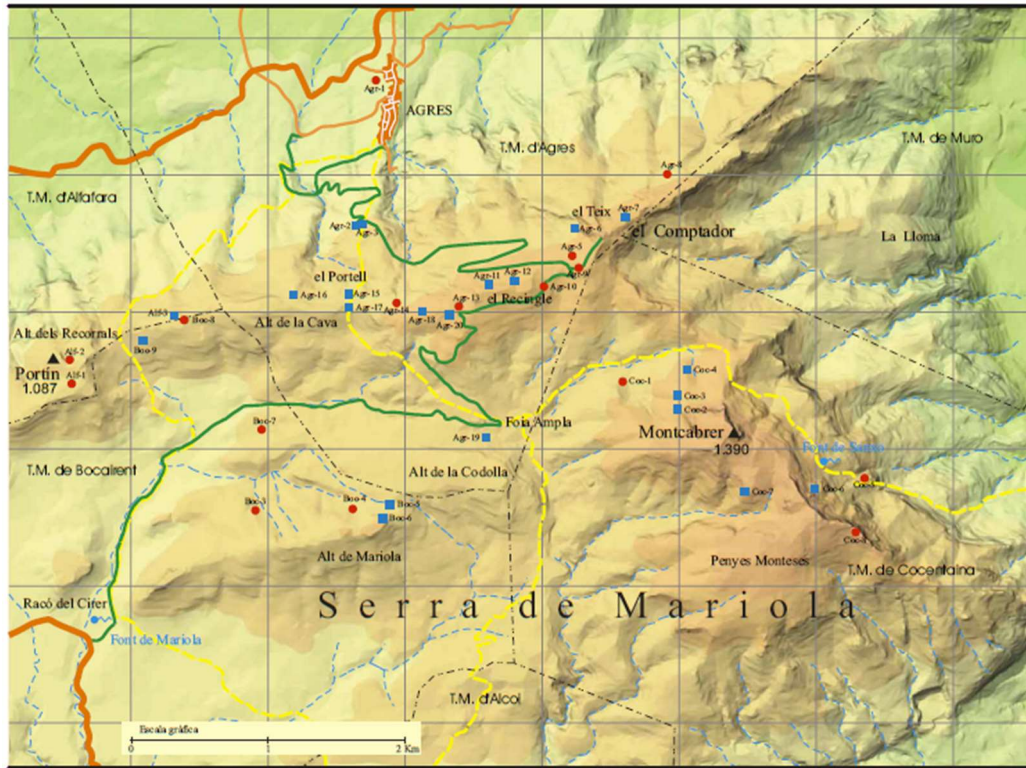 Agr-1
AGRES
T.M. d'Agres
T.M. de Muro
Agr-8
T.M. d'Alfafara
el Teix
Agr-7
Agr-2
Agr-3
Agr-6
el Comptador
La Lloma
Agr-5
Agr-9
el Portell
Agr-11
Agr-12
Agr-10
Agr-16
Agr-15
el Recingle
Agr-13
Agr-17
Agr-14
Agr-18
Agr-20
Alf-3
Boc-8
Alt de la Cava
Alt dels Recorrals
Boc-9
Alf-2
Portín
1.087
Alf-1
Coc-4
Coc-1
Coc-3
Coc-2
Boc-7
Foia Ampla
Montcabrer
1.390
Agr-19
Font de Sanxo
T.M. de Bocairent
Alt de la Codolla
Coc-7
Coc-6
Boc-3
Boc-4
Boc-5
Boc-6
Alt de Mariola
Penyes Monteses
T.M. de Cocentaina
Racó del Cirer
Serra de Mariola
Font de Mariola
T.M. d'Alcoi
Escala gráfica
0 1 2 Km